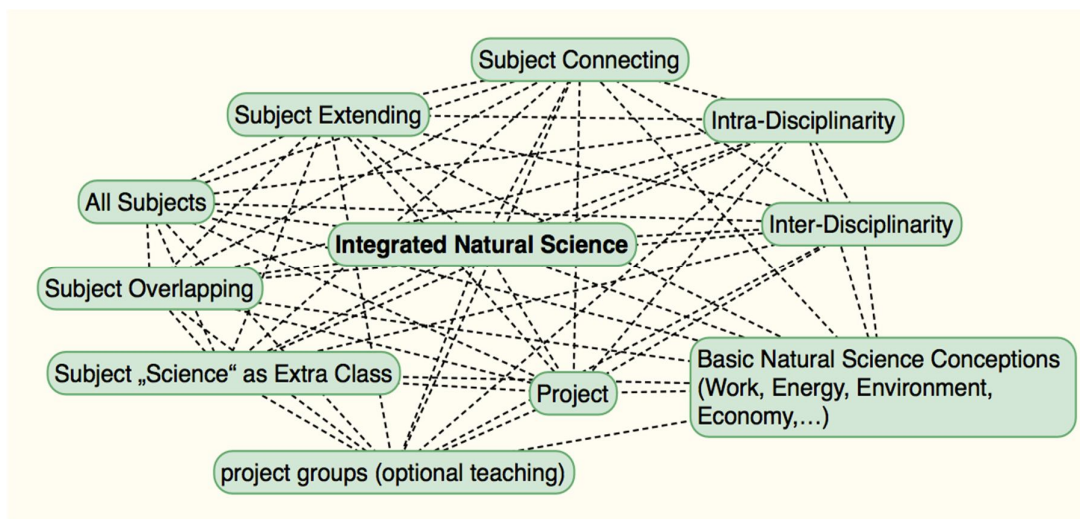 Subject Connecting
Subject Extending
Intra-Disciplinarity
All Subjects
Inter-Disciplinarity
Integrated Natural Science
Subject Overlapping
Subject „Science“ as Extra Class
Basic Natural Science Conceptions
(Work, Energy, Environment,
Economy,...)
Project
project groups (optional teaching)